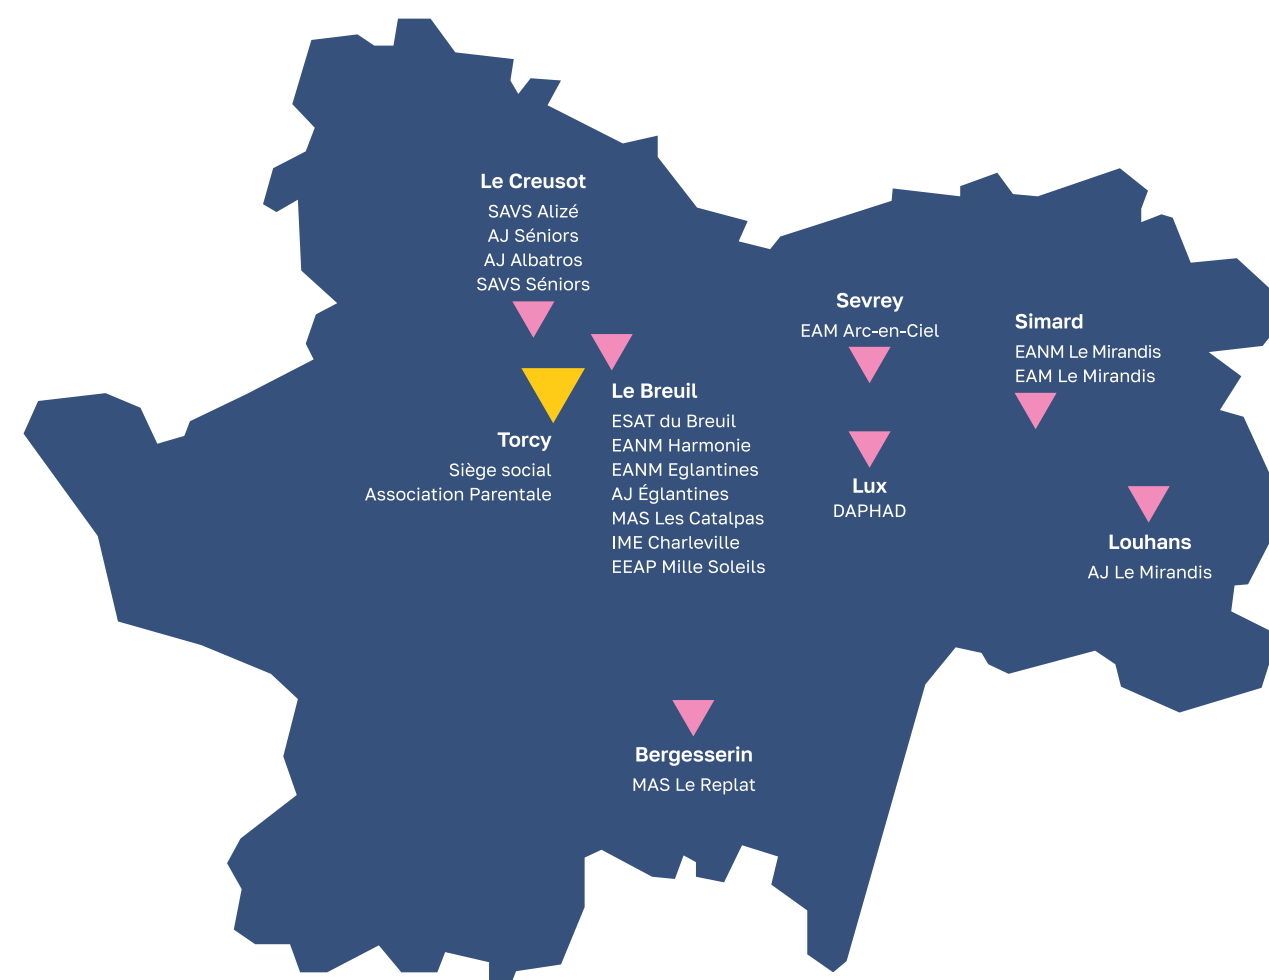 Le Creusot
SAVS Alizé
AJ Séniors
AJ Albatros
SAVS Séniors
Sevrey
EAM Arc-en-Ciel
Simard
EANM Le Mirandis
EAM Le Mirandis
Le Breuil
ESAT du Breuil
EANM Harmonie
EANM Eglantines
AJ Églantines
MAS Les Catalpas
IME Charleville
EEAP Mille Soleils
Torcy
Siège social
Association Parentale
Lux
DAPHAD
Louhans
AJ Le Mirandis
Bergesserin
MAS Le Replat